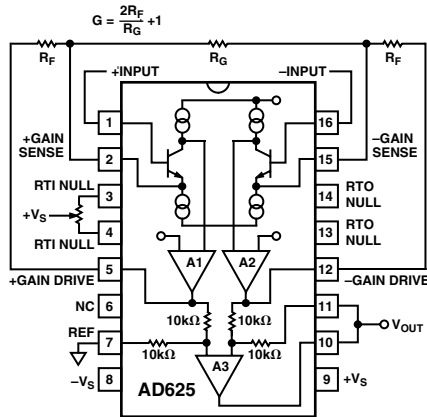 G = 2R_F / R_G + 1
R_F
R_G
R_F
+INPUT
–INPUT
1
16
+GAIN SENSE
–GAIN SENSE
2
15
RTI NULL
3
14
RTO NULL
+V_S
RTI NULL
4
13
RTO NULL
A1
A2
5
12
+GAIN DRIVE
–GAIN DRIVE
NC
6
10kΩ
10kΩ
11
V_OUT
REF
7
10kΩ
10kΩ
10
A3
–V_S
8
AD625
9
+V_S